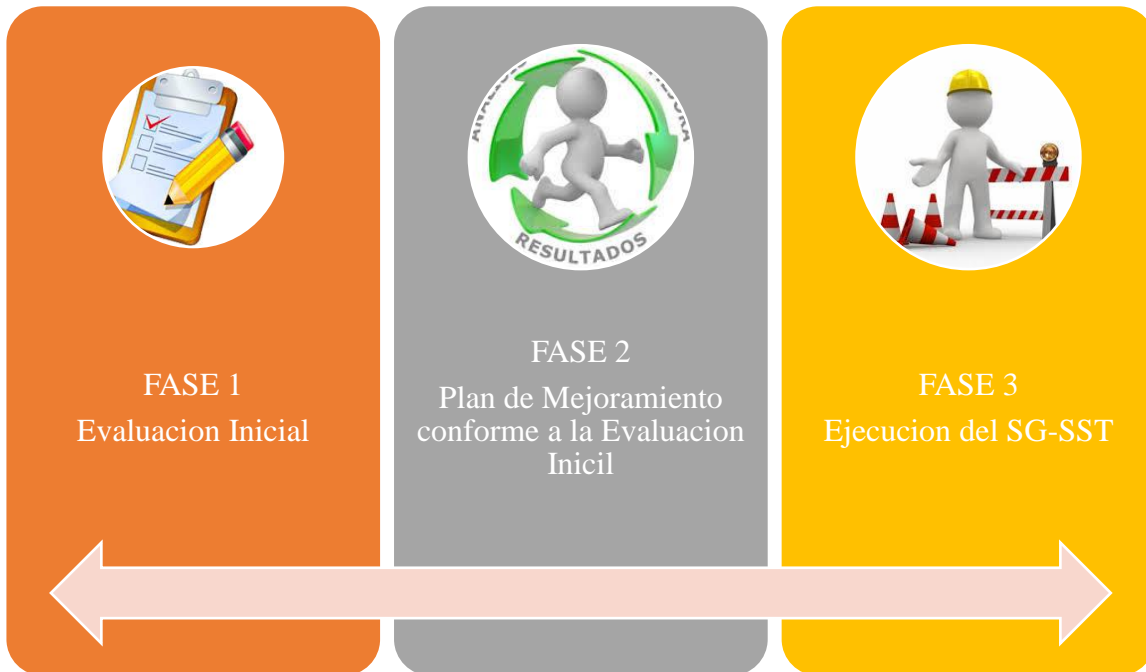 ANALISIS
RESULTADOS
FASE 1
Evaluacion Inicial
FASE 2
Plan de Mejoramiento
conforme a la Evaluacion
Inicil
FASE 3
Ejecucion del SG-SST